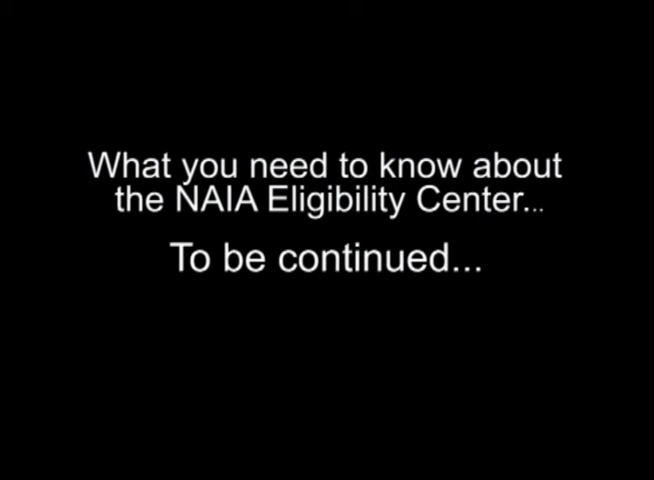 What you need to know about
the NAIA Eligibility Center...
To be continued...